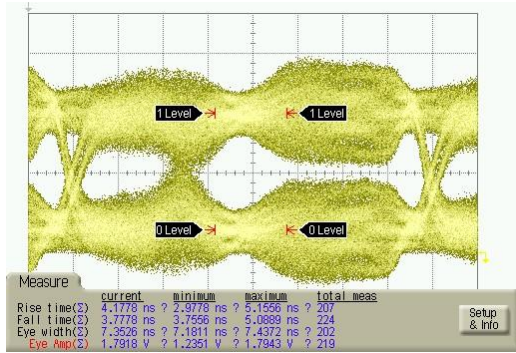 1 Level 1 Level
0 Level 0 Level
Measure
current minimum maximum total meas
Rise time(Σ) 4.1778 ns ? 2.9778 ns ? 5.1556 ns ? 207
Fall time(Σ) 3.7778 ns ? 3.7556 ns ? 5.0889 ns ? 224
Eye width(Σ) 7.3526 ns ? 7.1811 ns ? 7.4372 ns ? 202
Eye Amp(Σ) 1.7918 V ? 1.2351 V ? 1.7943 V ? 219
Setup
& Info